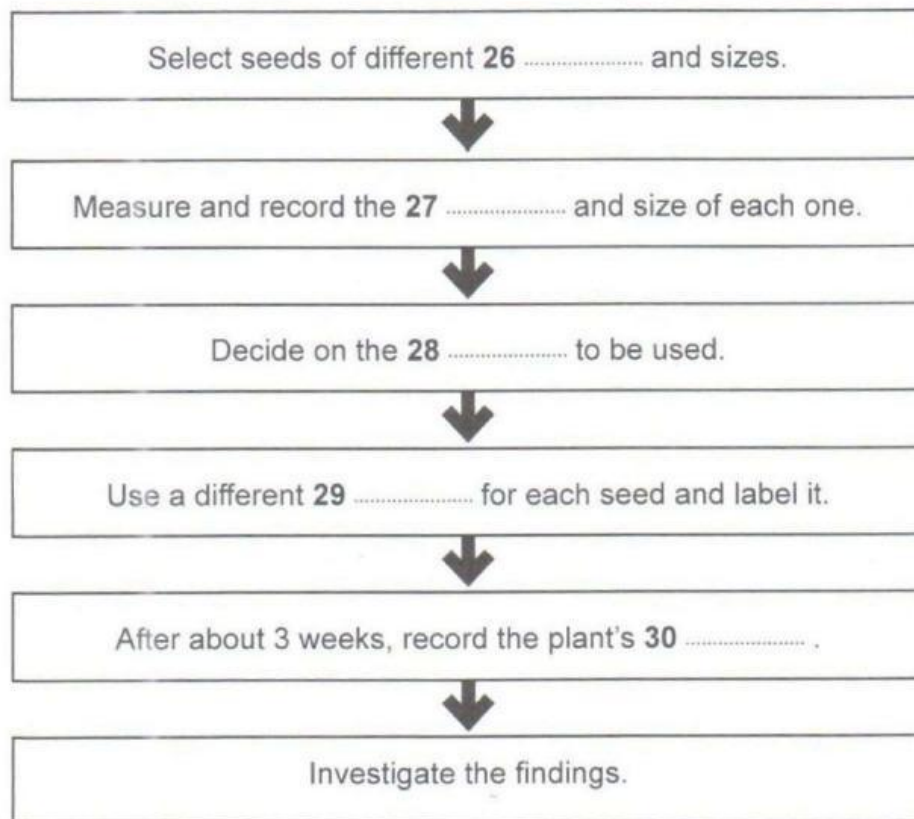 Select seeds of different 26 .................... and sizes.
Measure and record the 27 .................... and size of each one.
Decide on the 28 .................... to be used.
Use a different 29 .................... for each seed and label it.
After about 3 weeks, record the plant's 30 .................... .
Investigate the findings.